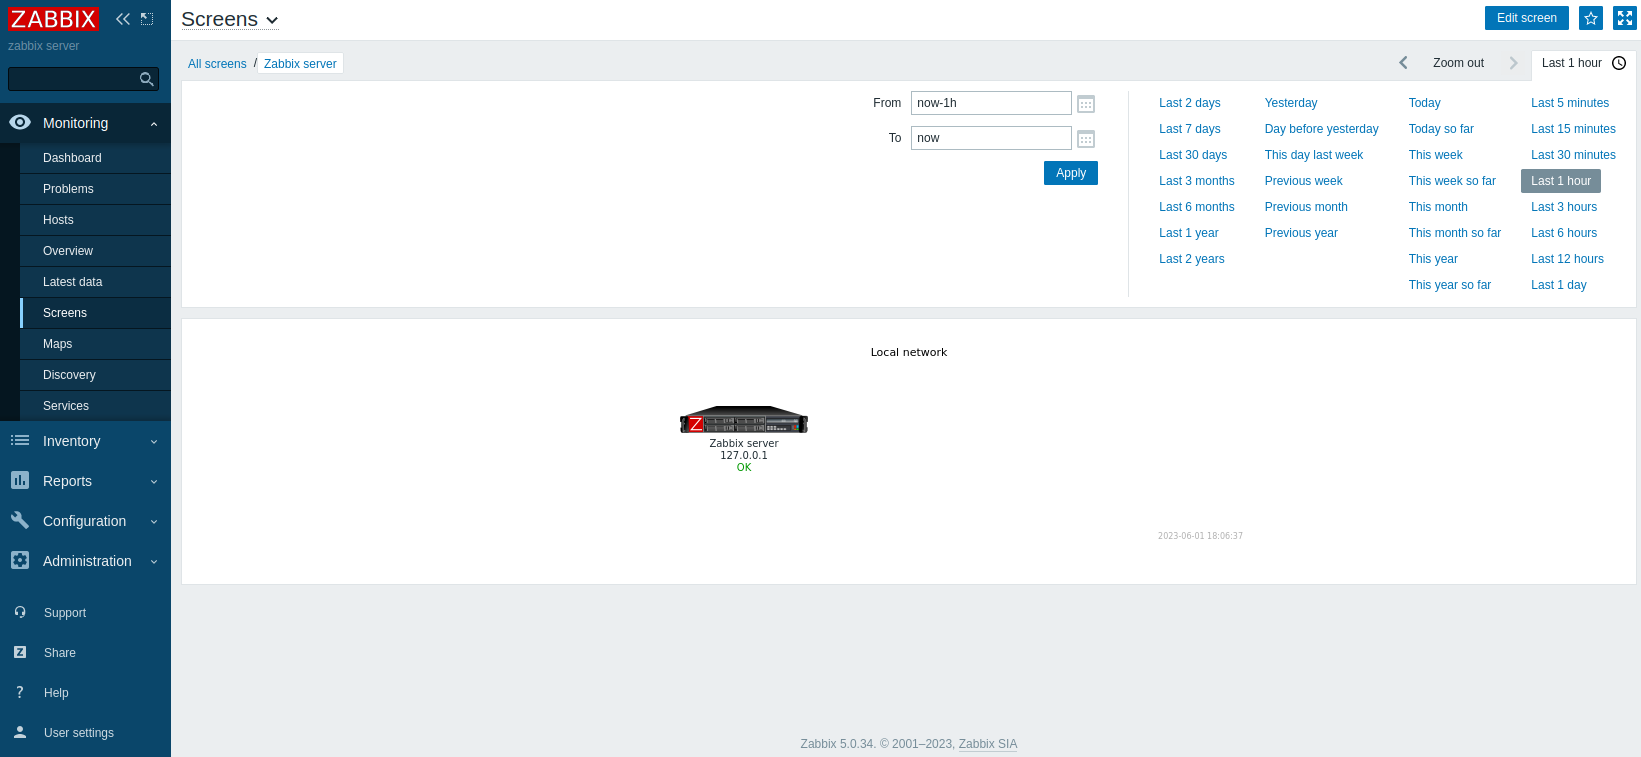 ZABBIX
zabbix server
Monitoring
Dashboard
Problems
Hosts
Overview
Latest data
Screens
Maps
Discovery
Services
Inventory
Reports
Configuration
Administration
Support
Share
Help
User settings
Screens
Edit screen
All screens / Zabbix server
Zoom out
Last 1 hour
From now-1h
To now
Apply
Last 2 days Yesterday Today Last 5 minutes
Last 7 days Day before yesterday Today so far Last 15 minutes
Last 30 days This day last week This week Last 30 minutes
Last 3 months Previous week This week so far Last 1 hour
Last 6 months Previous month This month Last 3 hours
Last 1 year Previous year This month so far Last 6 hours
Last 2 years This year Last 12 hours
This year so far Last 1 day
Local network
Z
Zabbix server
127.0.0.1
OK
2023-06-01 18:06:37
Zabbix 5.0.34. © 2001–2023, Zabbix SIA